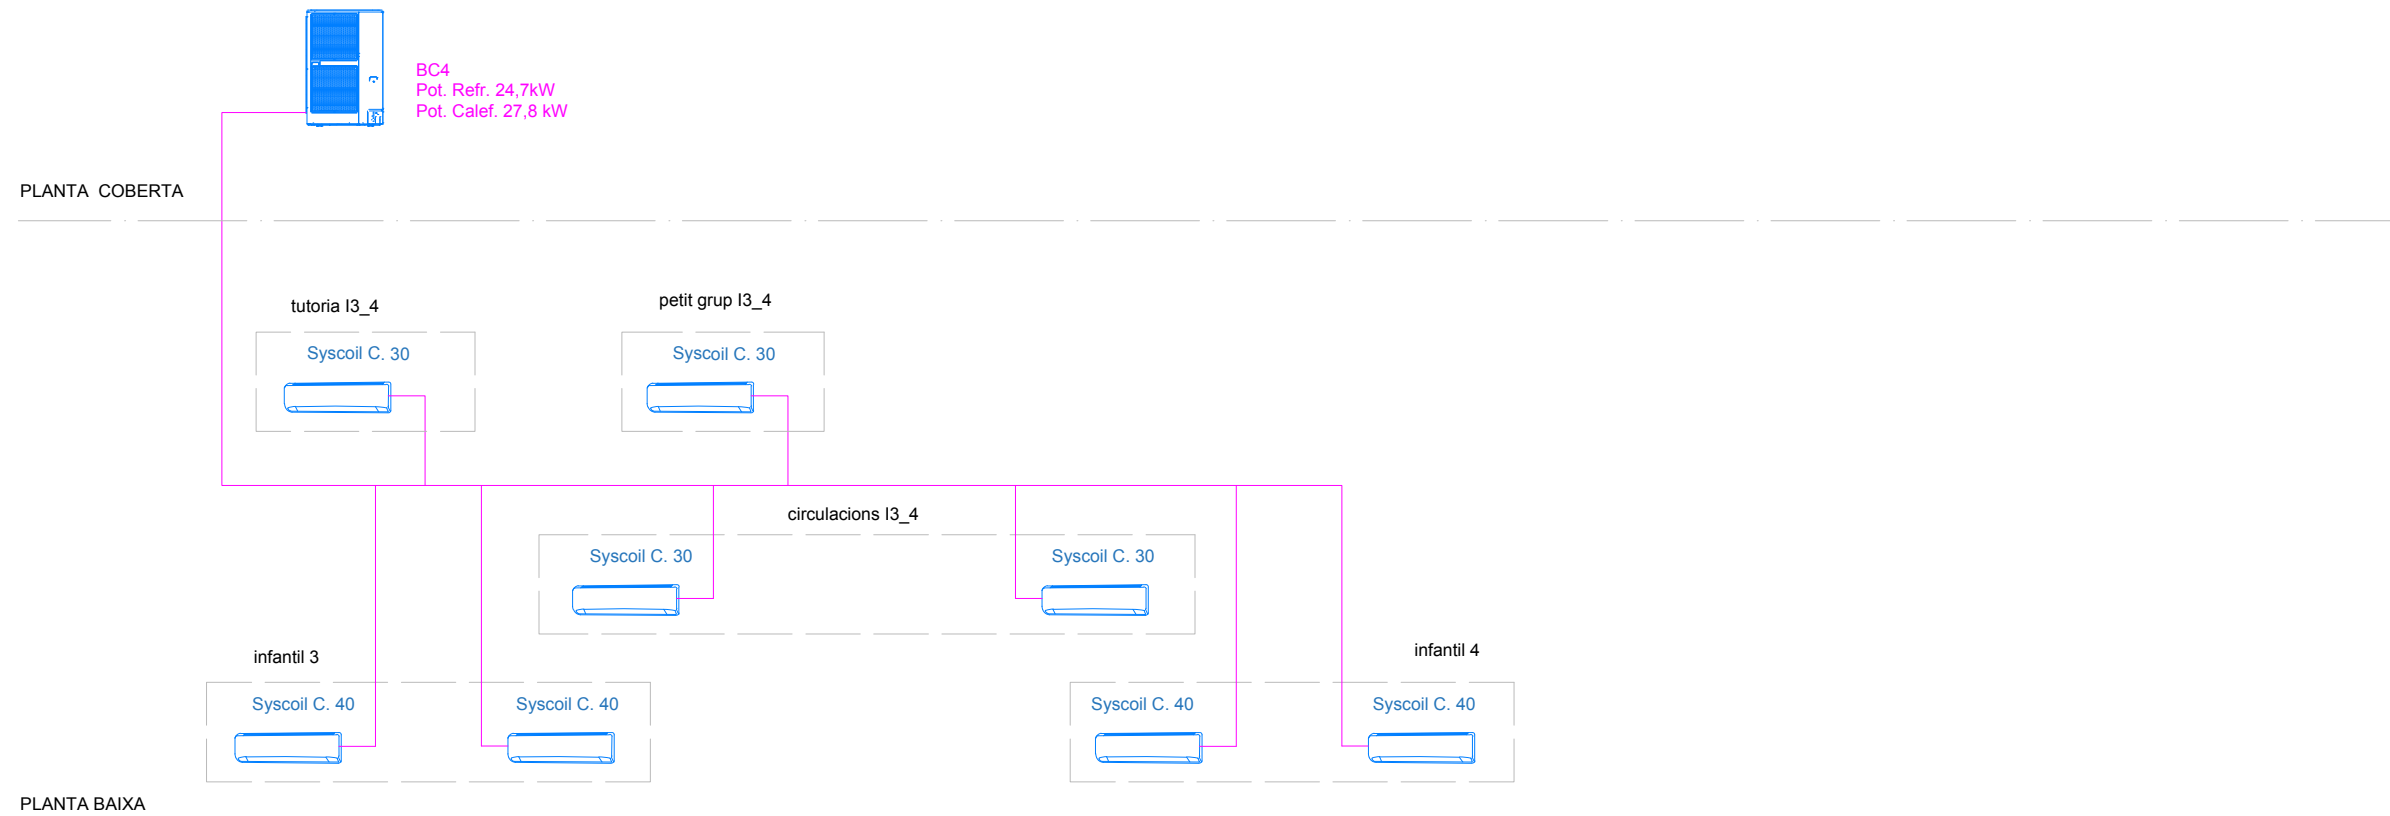 BC4
Pot. Refr. 24,7kW
Pot. Calef. 27,8 kW
PLANTA COBERTA
tutoria I3_4
petit grup I3_4
Syscoil C. 30
Syscoil C. 30
circulacions I3_4
Syscoil C. 30
Syscoil C. 30
infantil 3
infantil 4
Syscoil C. 40
Syscoil C. 40
Syscoil C. 40
Syscoil C. 40
PLANTA BAIXA